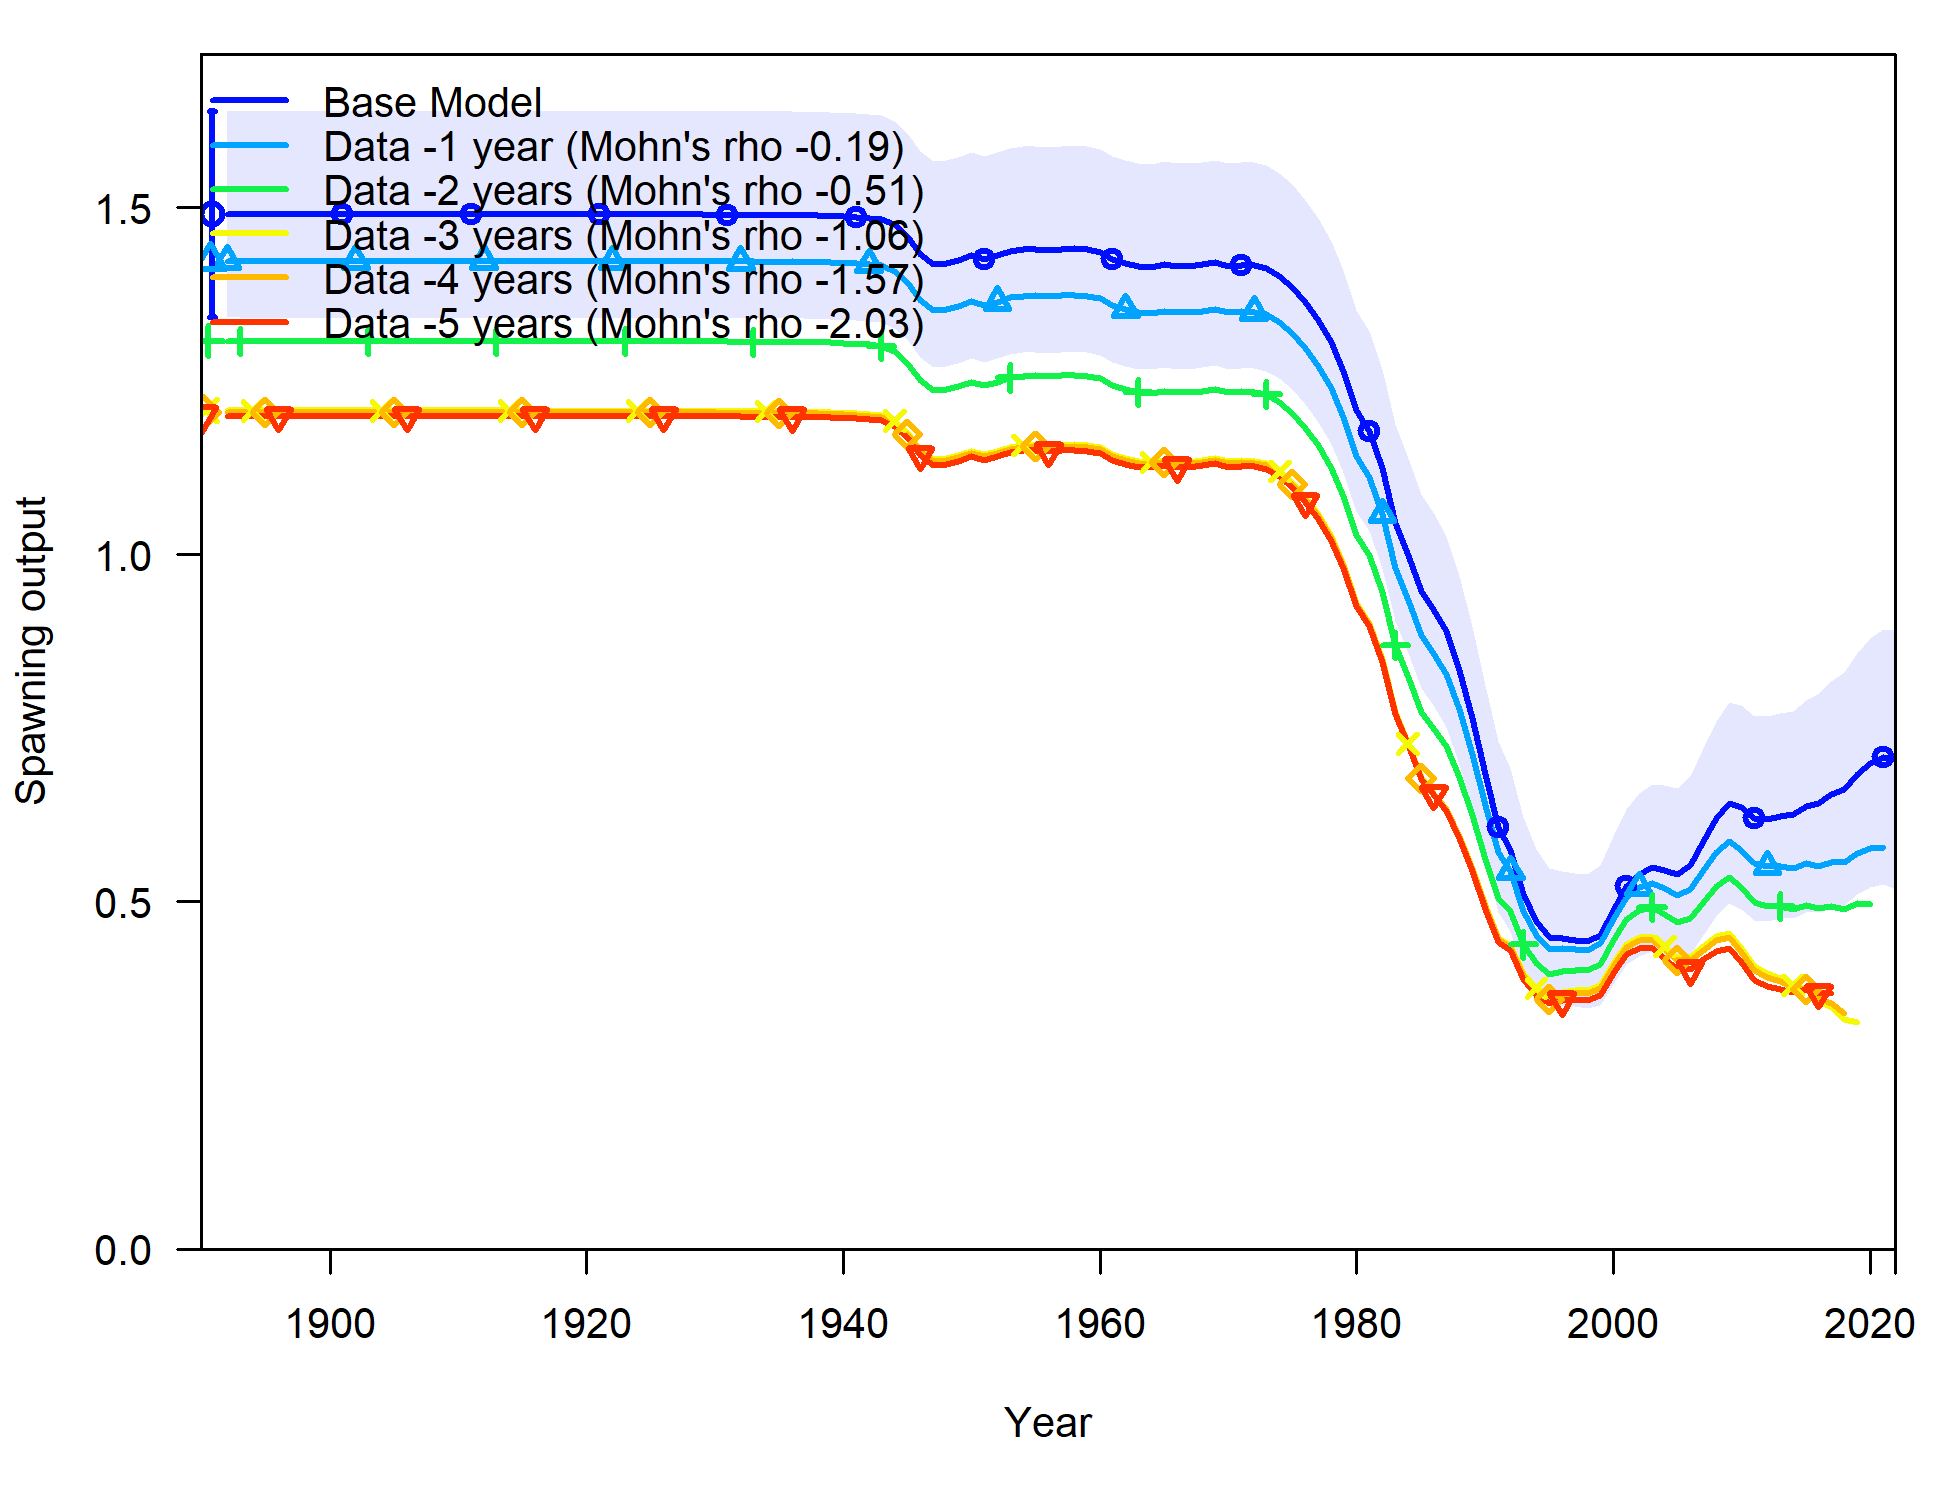 Base Model
Data -1 year (Mohn's rho -0.19)
Data -2 years (Mohn's rho -0.51)
Data -3 years (Mohn's rho -1.06)
Data -4 years (Mohn's rho -1.57)
Data -5 years (Mohn's rho -2.03)
1.5
1.0
0.5
0.0
Spawning output
1900 1920 1940 1960 1980 2000 2020
Year